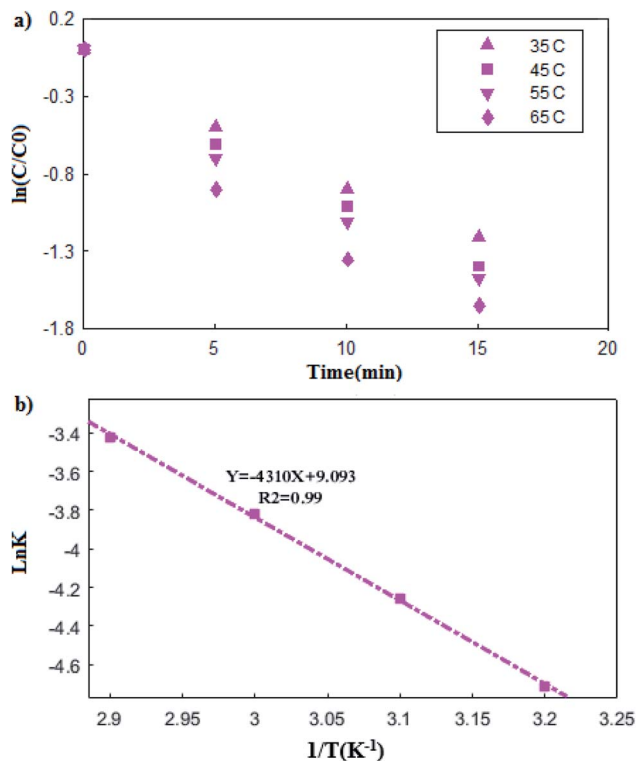 a)
0.2
-0.3
-0.8
-1.3
-1.8
ln(C/C0)
35 C
45 C
55 C
65 C
0 5 10 15 20
Time(min)
b)
-3.4
-3.6
-3.8
-4
-4.2
-4.4
-4.6
LnK
Y=-4310X+9.093
R2=0.99
2.9 2.95 3 3.05 3.1 3.15 3.2 3.25
1/T(K⁻¹)